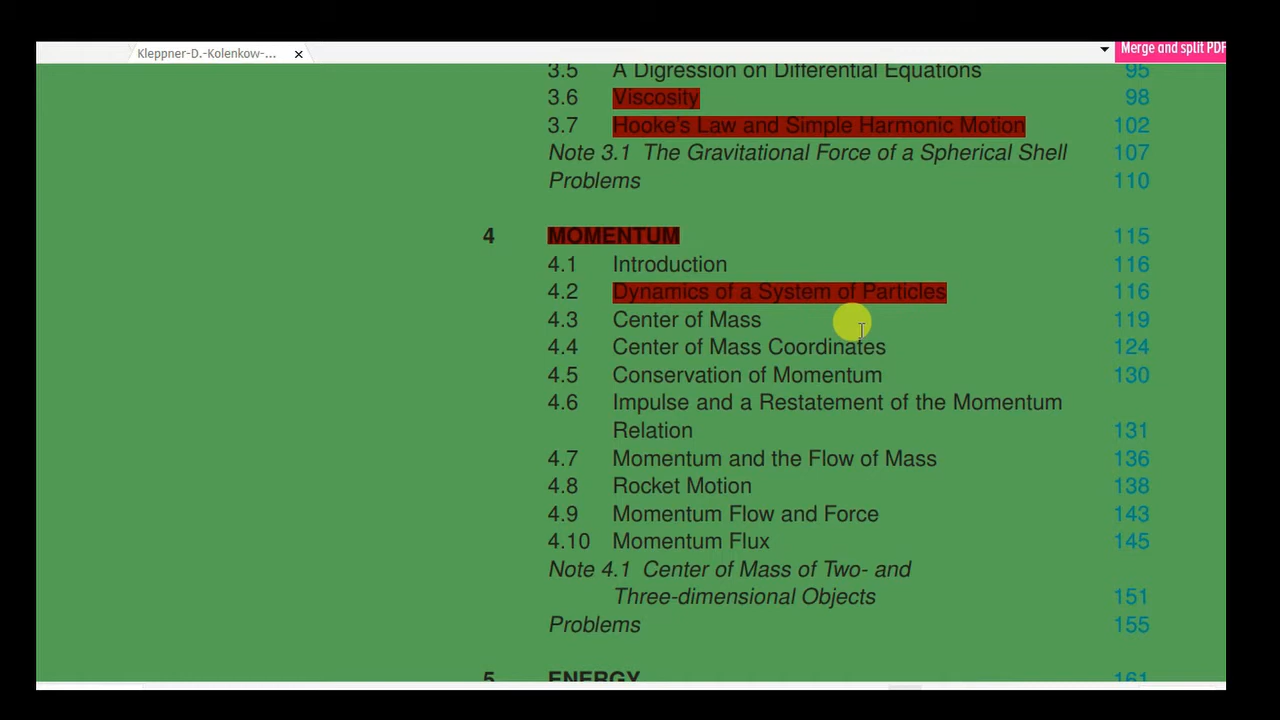 Kleppner-D.-Kolenkow-... ×
Merge and split PDF
3.5 A Digression on Differential Equations 95
3.6 Viscosity 98
3.7 Hooke's Law and Simple Harmonic Motion 102
Note 3.1 The Gravitational Force of a Spherical Shell 107
Problems 110
4 MOMENTUM 115
4.1 Introduction 116
4.2 Dynamics of a System of Particles 116
4.3 Center of Mass 119
4.4 Center of Mass Coordinates 124
4.5 Conservation of Momentum 130
4.6 Impulse and a Restatement of the Momentum
Relation 131
4.7 Momentum and the Flow of Mass 136
4.8 Rocket Motion 138
4.9 Momentum Flow and Force 143
4.10 Momentum Flux 145
Note 4.1 Center of Mass of Two- and
Three-dimensional Objects 151
Problems 155
5 ENERGY 161